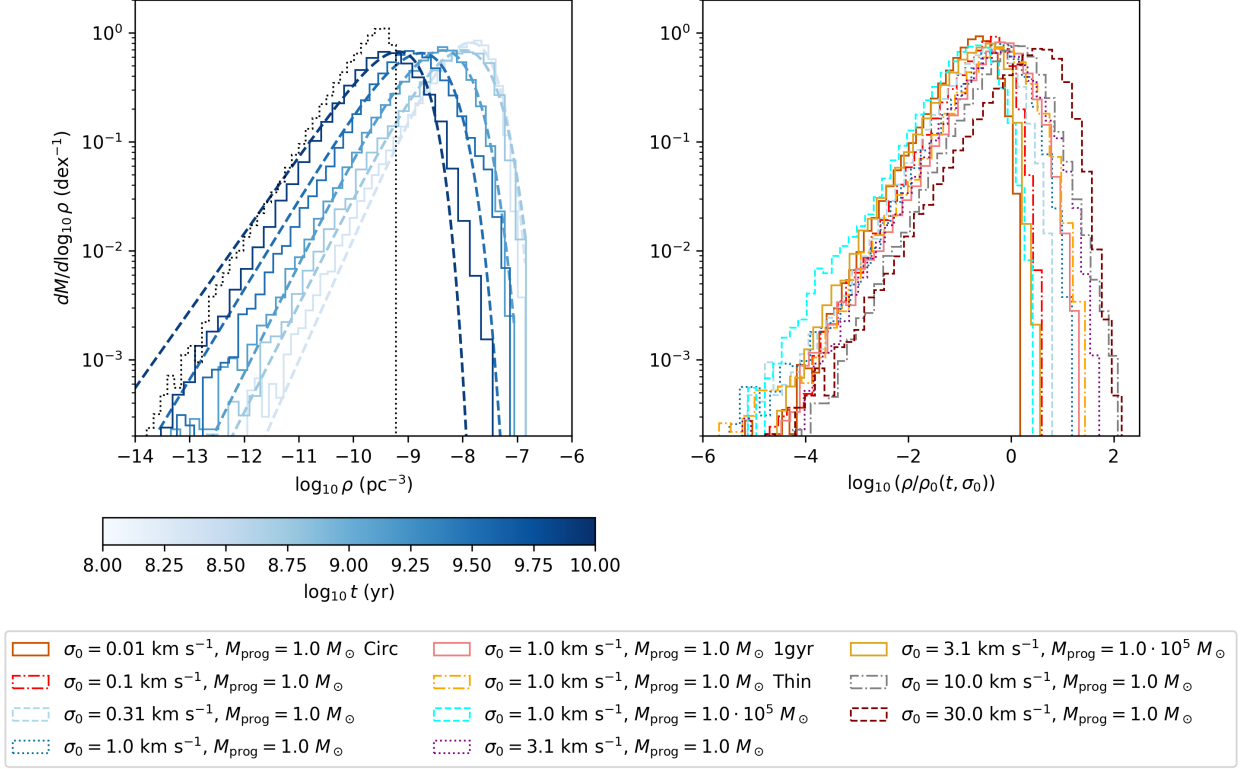 10⁰
10⁻¹
10⁻²
10⁻³
dM/dlog₁₀ ρ (dex⁻¹)
−14 −13 −12 −11 −10 −9 −8 −7 −6
log₁₀ ρ (pc⁻³)
10⁰
10⁻¹
10⁻²
10⁻³
−6 −4 −2 0 2
log₁₀ (ρ/ρ₀(t, σ₀))
8.00 8.25 8.50 8.75 9.00 9.25 9.50 9.75 10.00
log₁₀ t (yr)
σ₀ = 0.01 km s⁻¹, M_prog = 1.0 M_⊙ Circ
σ₀ = 0.1 km s⁻¹, M_prog = 1.0 M_⊙
σ₀ = 0.31 km s⁻¹, M_prog = 1.0 M_⊙
σ₀ = 1.0 km s⁻¹, M_prog = 1.0 M_⊙
σ₀ = 1.0 km s⁻¹, M_prog = 1.0 M_⊙ 1gyr
σ₀ = 1.0 km s⁻¹, M_prog = 1.0 M_⊙ Thin
σ₀ = 1.0 km s⁻¹, M_prog = 1.0 · 10⁵ M_⊙
σ₀ = 3.1 km s⁻¹, M_prog = 1.0 M_⊙
σ₀ = 3.1 km s⁻¹, M_prog = 1.0 · 10⁵ M_⊙
σ₀ = 10.0 km s⁻¹, M_prog = 1.0 M_⊙
σ₀ = 30.0 km s⁻¹, M_prog = 1.0 M_⊙